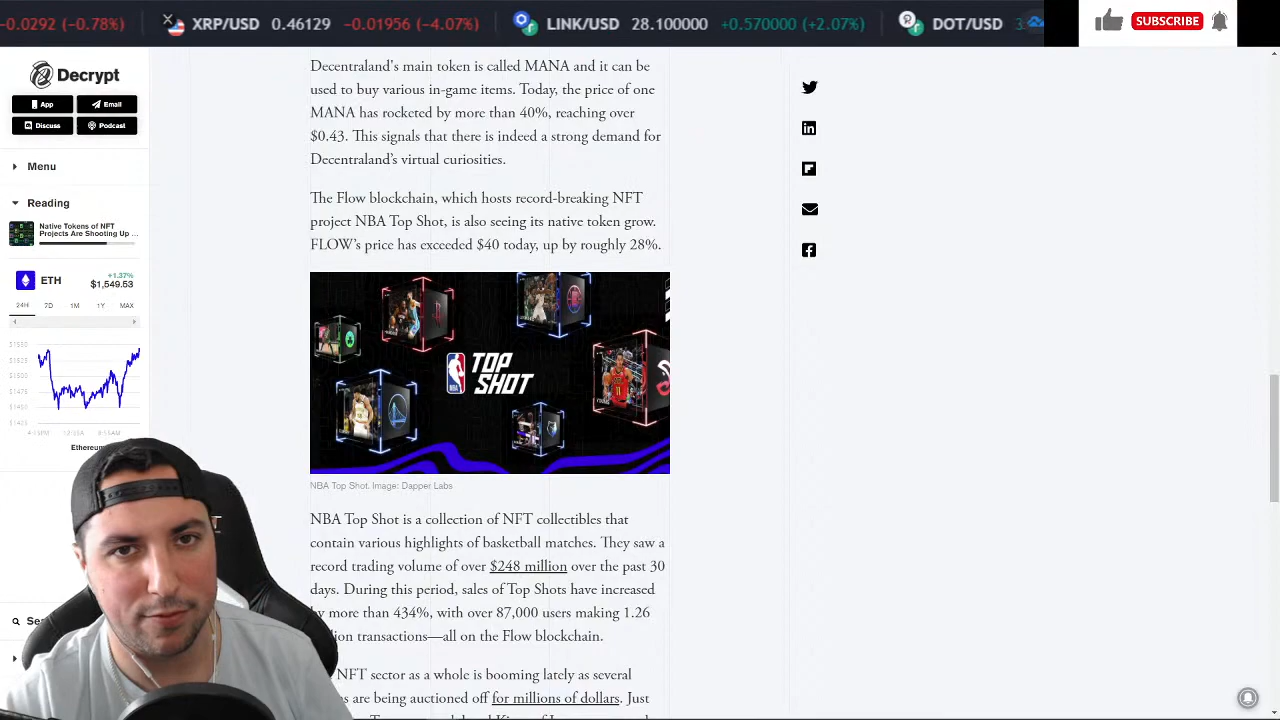 -0.0292 (-0.78%) XRP/USD 0.46129 -0.01956 (-4.07%) LINK/USD 28.100000 +0.570000 (+2.07%) DOT/USD
SUBSCRIBE
Decrypt
App Email
Discuss Podcast
Menu
Reading
Native Tokens of NFT
Projects Are Shooting Up ...
ETH +1.37%
$1,549.53
24H 7D 1M 1Y MAX
$1475
Ethereum
Decentraland’s main token is called MANA and it can be
used to buy various in-game items. Today, the price of one
MANA has rocketed by more than 40%, reaching over
$0.43. This signals that there is indeed a strong demand for
Decentraland’s virtual curiosities.
The Flow blockchain, which hosts record-breaking NFT
project NBA Top Shot, is also seeing its native token grow.
FLOW’s price has exceeded $40 today, up by roughly 28%.
NBA
TOP
SHOT
NBA Top Shot. Image: Dapper Labs
NBA Top Shot is a collection of NFT collectibles that
contain various highlights of basketball matches. They saw a
record trading volume of over $248 million over the past 30
days. During this period, sales of Top Shots have increased
by more than 434%, with over 87,000 users making 1.26
transactions—all on the Flow blockchain.
NFT sector as a whole is booming lately as several
are being auctioned off for millions of dollars. Just